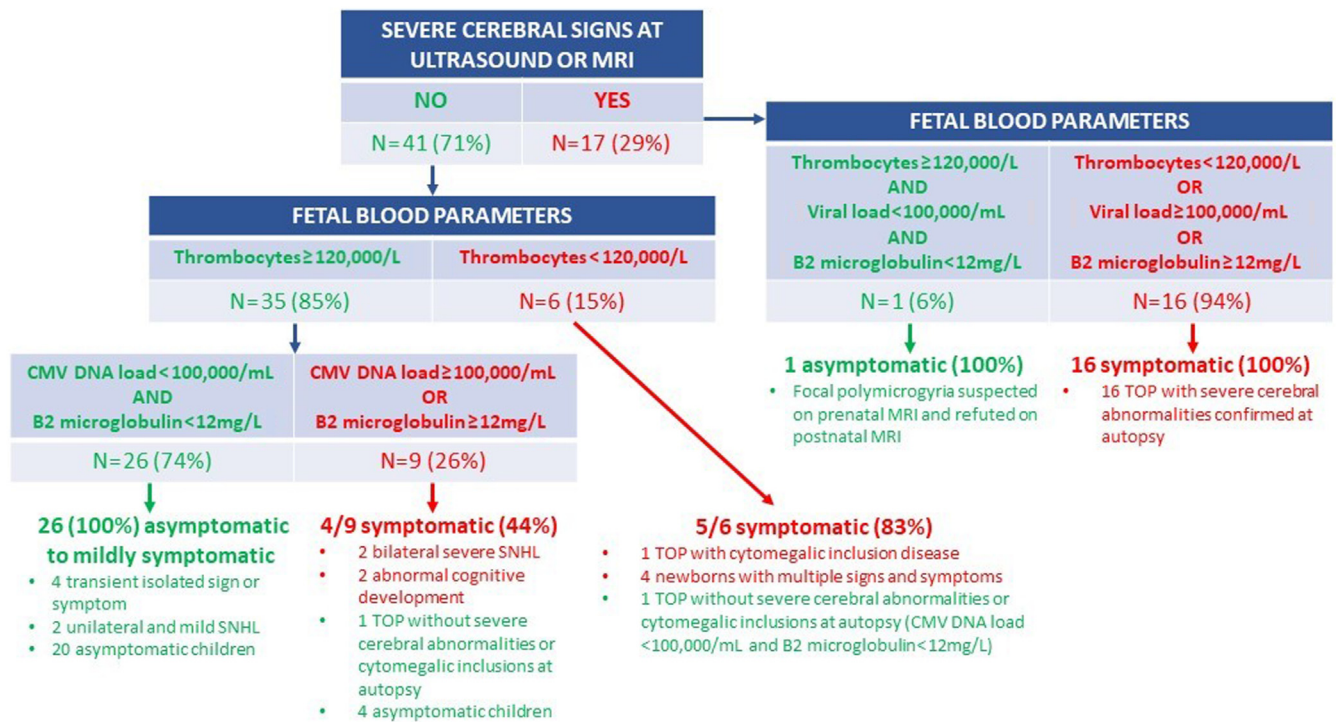 SEVERE CEREBRAL SIGNS AT
ULTRASOUND OR MRI
NO
YES
N=41 (71%)
N=17 (29%)
FETAL BLOOD PARAMETERS
Thrombocytes≥120,000/L
AND
Viral load<100,000/mL
AND
B2 microglobulin<12mg/L
Thrombocytes<120,000/L
OR
Viral load≥100,000/mL
OR
B2 microglobulin≥12mg/L
N=1 (6%)
N=16 (94%)
1 asymptomatic (100%)
• Focal polymicrogyria suspected
on prenatal MRI and refuted on
postnatal MRI
16 symptomatic (100%)
• 16 TOP with severe cerebral
abnormalities confirmed at
autopsy
FETAL BLOOD PARAMETERS
Thrombocytes≥120,000/L
Thrombocytes<120,000/L
N=35 (85%)
N=6 (15%)
CMV DNA load<100,000/mL
AND
B2 microglobulin<12mg/L
CMV DNA load≥100,000/mL
OR
B2 microglobulin≥12mg/L
N=26 (74%)
N=9 (26%)
26 (100%) asymptomatic
to mildly symptomatic
• 4 transient isolated sign or
symptom
• 2 unilateral and mild SNHL
• 20 asymptomatic children
4/9 symptomatic (44%)
• 2 bilateral severe SNHL
• 2 abnormal cognitive
development
• 1 TOP without severe
cerebral abnormalities or
cytomegalic inclusions at
autopsy
• 4 asymptomatic children
5/6 symptomatic (83%)
• 1 TOP with cytomegalic inclusion disease
• 4 newborns with multiple signs and symptoms
• 1 TOP without severe cerebral abnormalities or
cytomegalic inclusions at autopsy (CMV DNA load
<100,000/mL and B2 microglobulin<12mg/L)